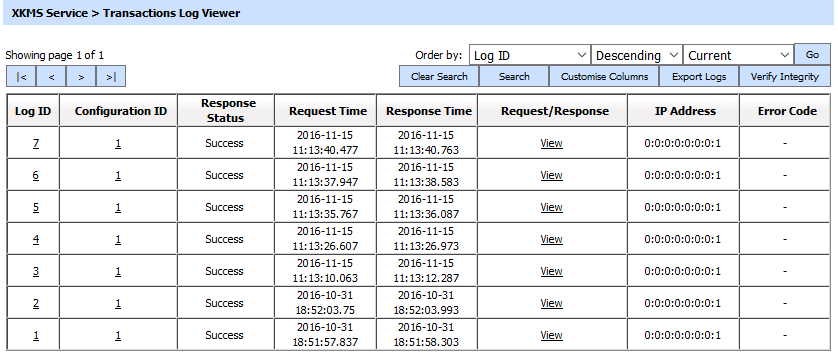 XKMS Service > Transactions Log Viewer
Showing page 1 of 1
Order by: Log ID Descending Current Go
|< < > >| Clear Search Search Customise Columns Export Logs Verify Integrity
Log ID Configuration ID Response Status Request Time Response Time Request/Response IP Address Error Code
7 1 Success 2016-11-15 11:13:40.477 2016-11-15 11:13:40.763 View 0:0:0:0:0:0:0:1 -
6 1 Success 2016-11-15 11:13:37.947 2016-11-15 11:13:38.583 View 0:0:0:0:0:0:0:1 -
5 1 Success 2016-11-15 11:13:35.767 2016-11-15 11:13:36.087 View 0:0:0:0:0:0:0:1 -
4 1 Success 2016-11-15 11:13:26.607 2016-11-15 11:13:26.973 View 0:0:0:0:0:0:0:1 -
3 1 Success 2016-11-15 11:13:10.063 2016-11-15 11:13:12.287 View 0:0:0:0:0:0:0:1 -
2 1 Success 2016-10-31 18:52:03.75 2016-10-31 18:52:03.993 View 0:0:0:0:0:0:0:1 -
1 1 Success 2016-10-31 18:51:57.837 2016-10-31 18:51:58.303 View 0:0:0:0:0:0:0:1 -